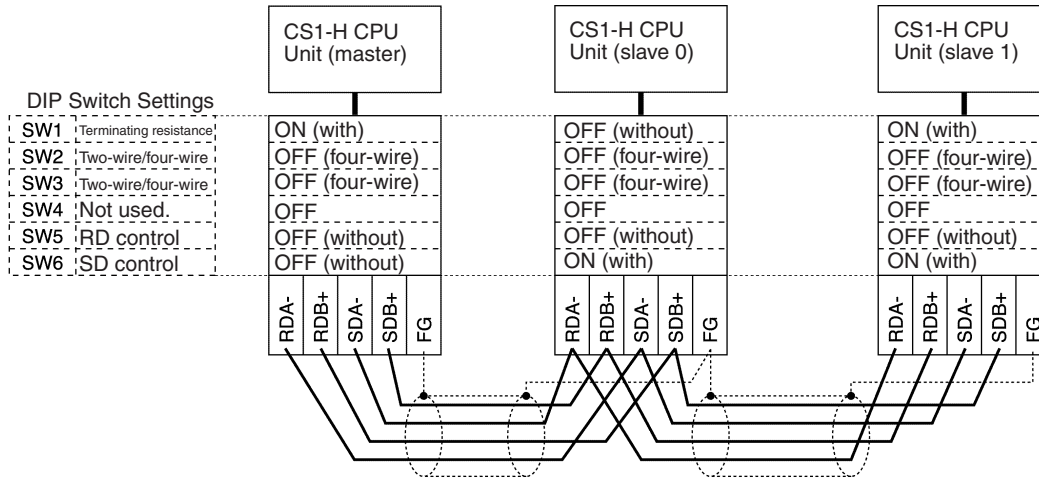 CS1-H CPU
Unit (master)
CS1-H CPU
Unit (slave 0)
CS1-H CPU
Unit (slave 1)
DIP Switch Settings
SW1 Terminating resistance ON (with) OFF (without) ON (with)
SW2 Two-wire/four-wire OFF (four-wire) OFF (four-wire) OFF (four-wire)
SW3 Two-wire/four-wire OFF (four-wire) OFF (four-wire) OFF (four-wire)
SW4 Not used. OFF OFF OFF
SW5 RD control OFF (without) OFF (without) OFF (without)
SW6 SD control OFF (without) ON (with) ON (with)
RDA- RDB+ SDA- SDB+ FG RDA- RDB+ SDA- SDB+ FG RDA- RDB+ SDA- SDB+ FG